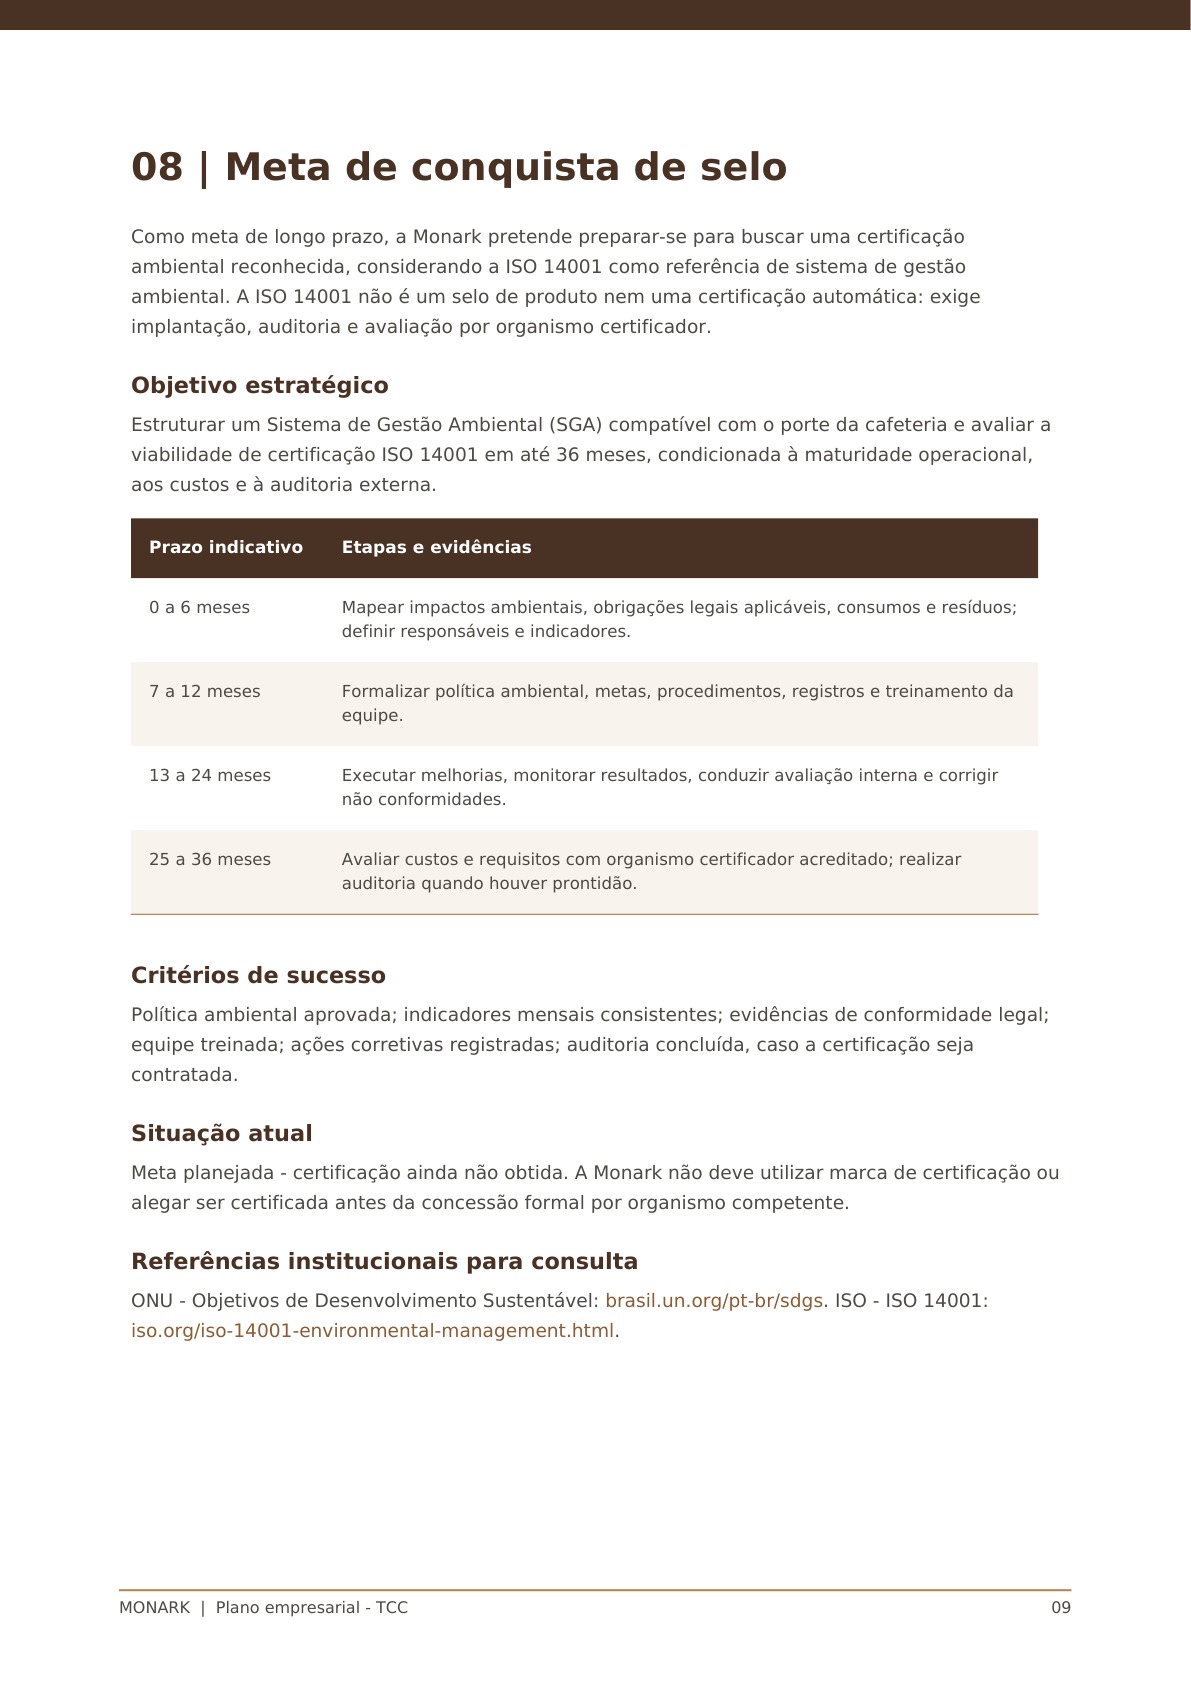 08 | Meta de conquista de selo
Como meta de longo prazo, a Monark pretende preparar-se para buscar uma certificação
ambiental reconhecida, considerando a ISO 14001 como referência de sistema de gestão
ambiental. A ISO 14001 não é um selo de produto nem uma certificação automática: exige
implantação, auditoria e avaliação por organismo certificador.
Objetivo estratégico
Estruturar um Sistema de Gestão Ambiental (SGA) compatível com o porte da cafeteria e avaliar a
viabilidade de certificação ISO 14001 em até 36 meses, condicionada à maturidade operacional,
aos custos e à auditoria externa.
Prazo indicativo Etapas e evidências
0 a 6 meses Mapear impactos ambientais, obrigações legais aplicáveis, consumos e resíduos;
definir responsáveis e indicadores.
7 a 12 meses Formalizar política ambiental, metas, procedimentos, registros e treinamento da
equipe.
13 a 24 meses Executar melhorias, monitorar resultados, conduzir avaliação interna e corrigir
não conformidades.
25 a 36 meses Avaliar custos e requisitos com organismo certificador acreditado; realizar
auditoria quando houver prontidão.
Critérios de sucesso
Política ambiental aprovada; indicadores mensais consistentes; evidências de conformidade legal;
equipe treinada; ações corretivas registradas; auditoria concluída, caso a certificação seja
contratada.
Situação atual
Meta planejada - certificação ainda não obtida. A Monark não deve utilizar marca de certificação ou
alegar ser certificada antes da concessão formal por organismo competente.
Referências institucionais para consulta
ONU - Objetivos de Desenvolvimento Sustentável: brasil.un.org/pt-br/sdgs. ISO - ISO 14001:
iso.org/iso-14001-environmental-management.html.
MONARK | Plano empresarial - TCC 09